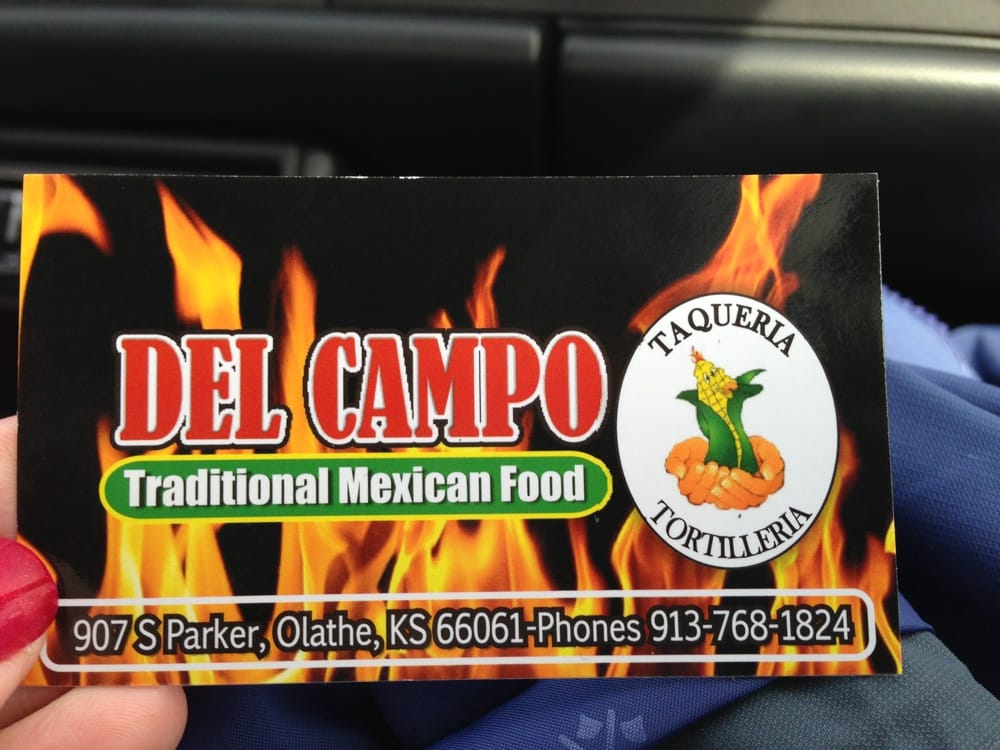 DEL CAMPO
Traditional Mexican Food
TAQUERIA
TORTILLERIA
907 S Parker, Olathe, KS 66061-Phones 913-768-1824